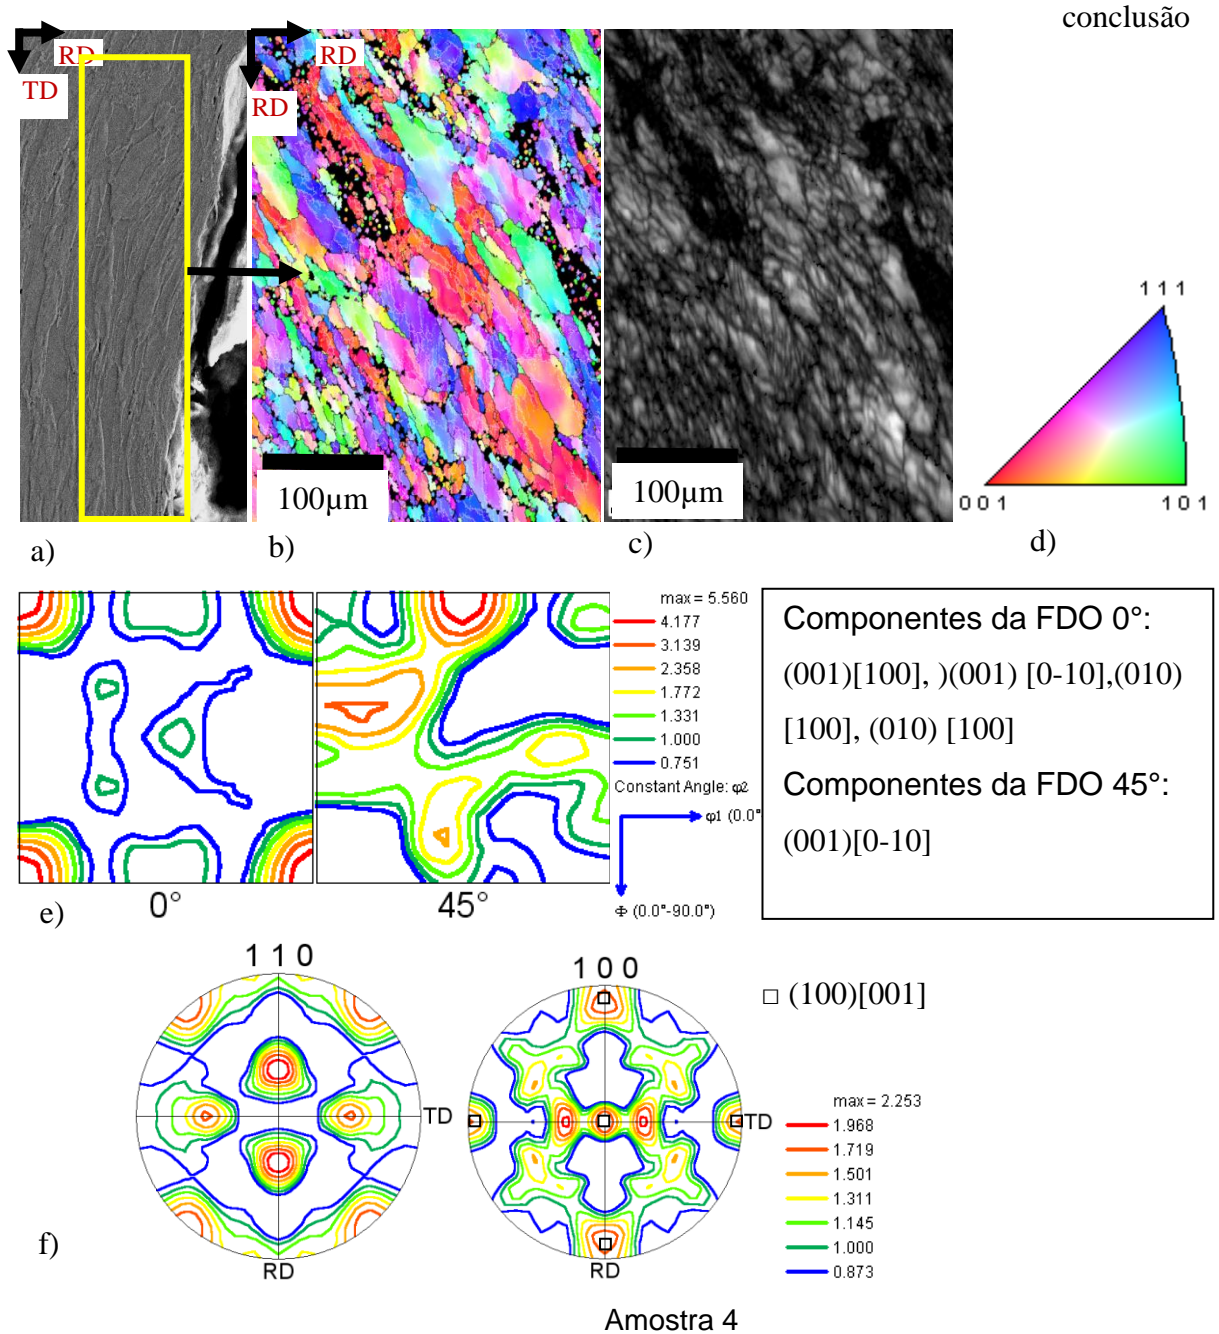 conclusão
RD
TD
RD
RD
100µm
100µm
1 1 1
0 0 1
1 0 1
a)
b)
c)
d)
max = 5.560
4.177
3.139
2.358
1.772
1.331
1.000
0.751
Constant Angle: φ2
φ1 (0.0°
Φ (0.0°-90.0°)
0°
45°
e)
Componentes da FDO 0°:
(001)[100], )(001) [0-10],(010)
[100], (010) [100]
Componentes da FDO 45°:
(001)[0-10]
1 1 0
TD
RD
1 0 0
TD
RD
□ (100)[001]
max = 2.253
1.968
1.719
1.501
1.311
1.145
1.000
0.873
f)
Amostra 4